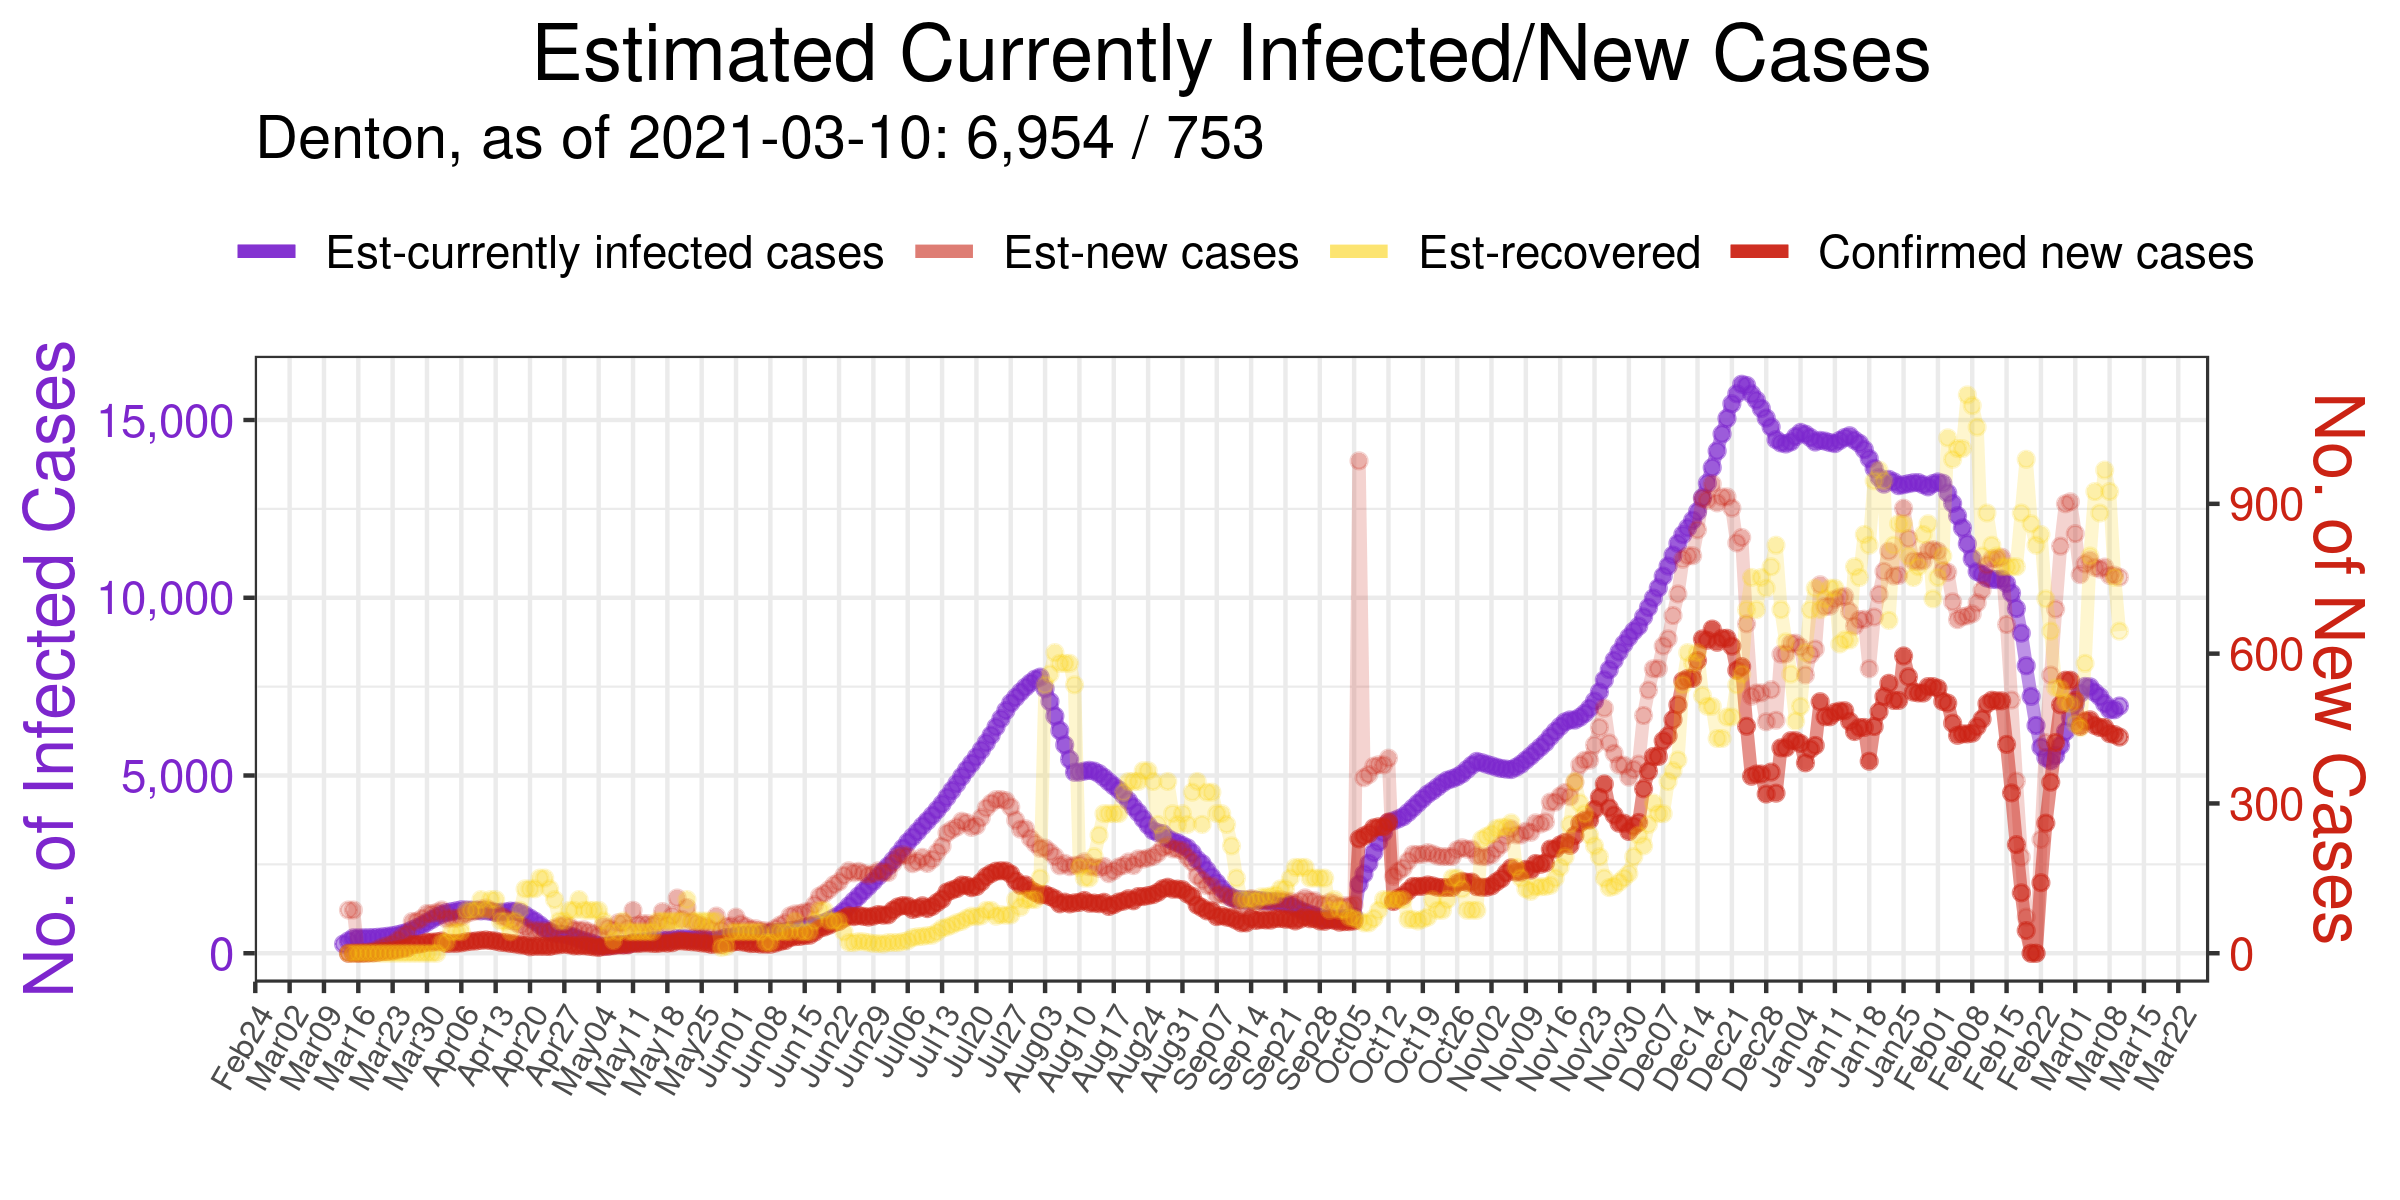 Estimated Currently Infected/New Cases
Denton, as of 2021-03-10: 6,954 / 753
Est-currently infected cases Est-new cases Est-recovered Confirmed new cases
No. of Infected Cases
15,000
10,000
5,000
0
No. of New Cases
900
600
300
0
Feb24 Mar02 Mar09 Mar16 Mar23 Mar30 Apr06 Apr13 Apr20 Apr27 May04 May11 May18 May25 Jun01 Jun08 Jun15 Jun22 Jun29 Jul06 Jul13 Jul20 Jul27 Aug03 Aug10 Aug17 Aug24 Aug31 Sep07 Sep14 Sep21 Sep28 Oct05 Oct12 Oct19 Oct26 Nov02 Nov09 Nov16 Nov23 Nov30 Dec07 Dec14 Dec21 Dec28 Jan04 Jan11 Jan18 Jan25 Feb01 Feb08 Feb15 Feb22 Mar01 Mar08 Mar15 Mar22